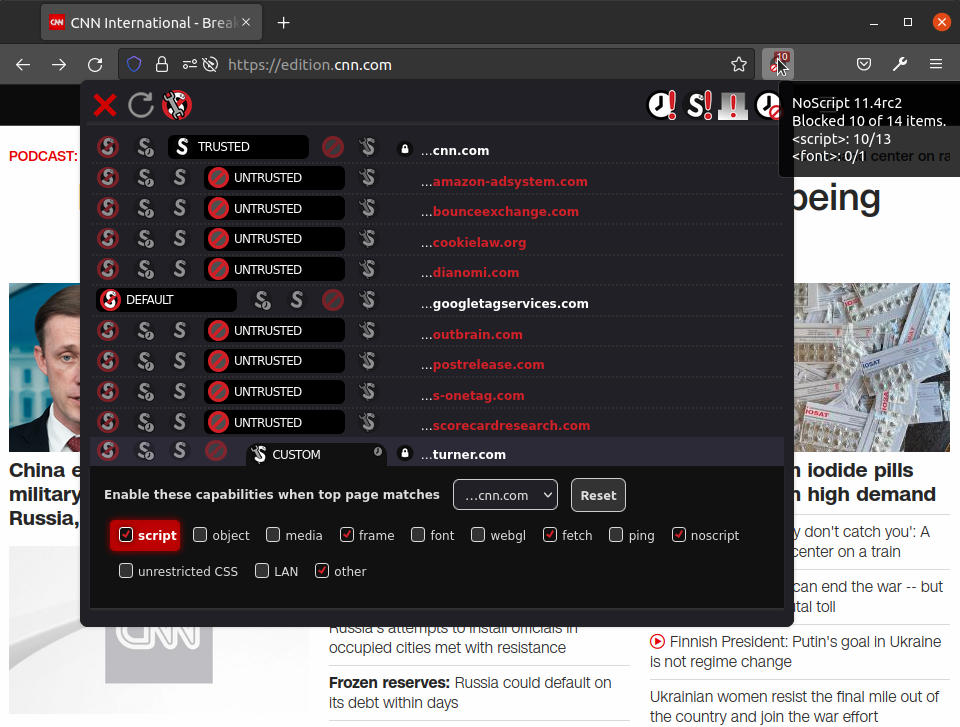 CNN International - Break
https://edition.cnn.com
10
NoScript 11.4rc2
Blocked 10 of 14 items.
<script>: 10/13
<font>: 0/1
PODCAST:
center on ra
being
TRUSTED
...cnn.com
UNTRUSTED
...amazon-adsystem.com
UNTRUSTED
...bounceexchange.com
UNTRUSTED
...cookielaw.org
UNTRUSTED
...dianomi.com
DEFAULT
...googletagservices.com
UNTRUSTED
...outbrain.com
UNTRUSTED
...postrelease.com
UNTRUSTED
...s-onetag.com
UNTRUSTED
...scorecardresearch.com
CUSTOM
...turner.com
Enable these capabilities when top page matches
...cnn.com
Reset
script
object
media
frame
font
webgl
fetch
ping
noscript
unrestricted CSS
LAN
other
China e
military
Russia,
CNN
IOSAT
iodide pills
high demand
y don't catch you': A
center on a train
can end the war -- but
tal toll
Finnish President: Putin's goal in Ukraine
is not regime change
Ukrainian women resist the final mile out of
the country and join the war effort
Russia's attempts to install officials in
occupied cities met with resistance
Frozen reserves: Russia could default on
its debt within days